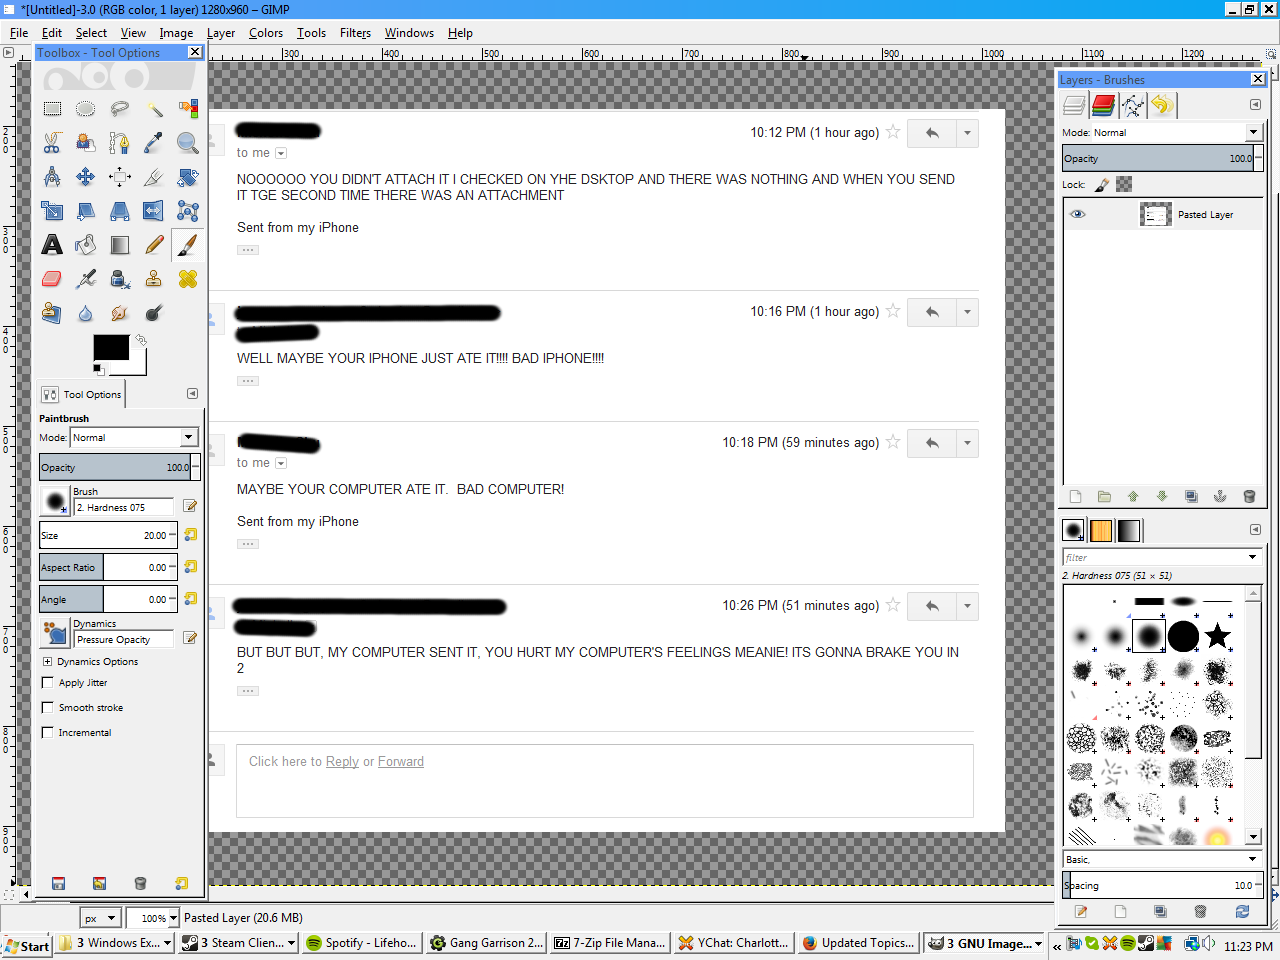 *[Untitled]-3.0 (RGB color, 1 layer) 1280x960 – GIMP
File Edit Select View Image Layer Colors Tools Filters Windows Help
Toolbox - Tool Options
300 400 500 600 700 800 900 1000 1100 1200
Layers - Brushes
Mode: Normal
Opacity 100.0
Lock:
Pasted Layer
10:12 PM (1 hour ago)
to me
NOOOOOO YOU DIDN'T ATTACH IT I CHECKED ON YHE DSKTOP AND THERE WAS NOTHING AND WHEN YOU SEND
IT TGE SECOND TIME THERE WAS AN ATTACHMENT
Sent from my iPhone
10:16 PM (1 hour ago)
WELL MAYBE YOUR IPHONE JUST ATE IT!!!! BAD IPHONE!!!!
10:18 PM (59 minutes ago)
to me
MAYBE YOUR COMPUTER ATE IT.  BAD COMPUTER!
Sent from my iPhone
10:26 PM (51 minutes ago)
BUT BUT BUT, MY COMPUTER SENT IT, YOU HURT MY COMPUTER'S FEELINGS MEANIE! ITS GONNA BRAKE YOU IN
2
Click here to Reply or Forward
Tool Options
Paintbrush
Mode: Normal
Opacity 100.0
Brush
2. Hardness 075
Size 20.00
Aspect Ratio 0.00
Angle 0.00
Dynamics
Pressure Opacity
Dynamics Options
Apply Jitter
Smooth stroke
Incremental
filter
2. Hardness 075 (51 × 51)
Basic,
Spacing 10.0
200
300
400
500
600
700
800
900
px 100% Pasted Layer (20.6 MB)
Start 3 Windows Ex... 3 Steam Clien... Spotify - Lifeho... Gang Garrison 2... 7-Zip File Mana... YChat: Charlott... Updated Topics... 3 GNU Image... 11:23 PM